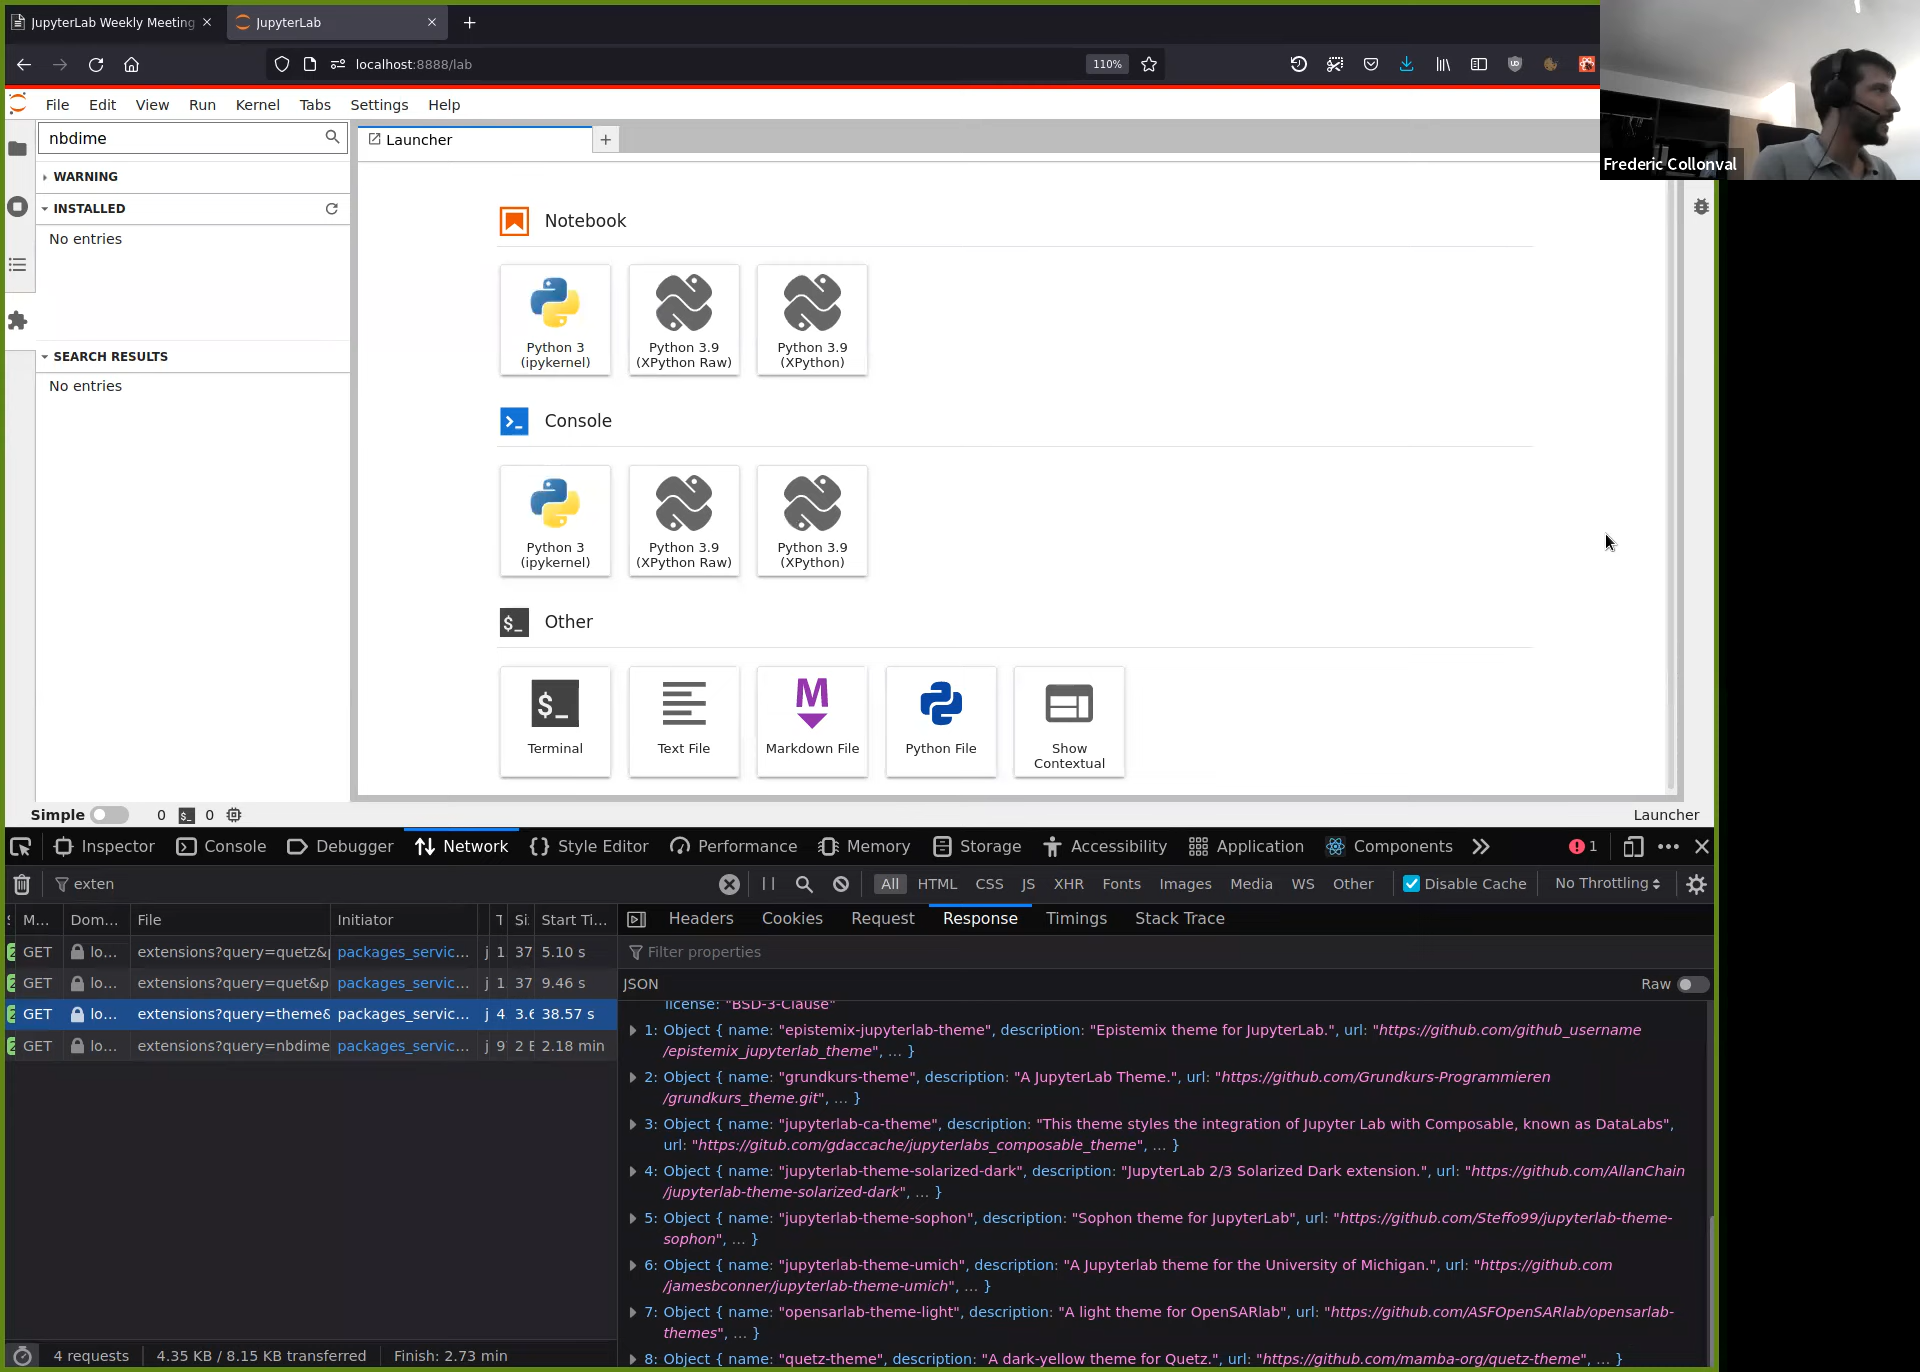 JupyterLab Weekly Meeting
JupyterLab
localhost:8888/lab
110%
File Edit View Run Kernel Tabs Settings Help
Frederic Collonval
nbdime
Launcher
WARNING
INSTALLED
No entries
SEARCH RESULTS
No entries
Notebook
Python 3
(ipykernel)
Python 3.9
(XPython Raw)
Python 3.9
(XPython)
Console
Python 3
(ipykernel)
Python 3.9
(XPython Raw)
Python 3.9
(XPython)
Other
Terminal
Text File
Markdown File
Python File
Show
Contextual
Simple 0 $_ 0
Launcher
Inspector Console Debugger Network Style Editor Performance Memory Storage Accessibility Application Components 1
exten
All HTML CSS JS XHR Fonts Images Media WS Other Disable Cache No Throttling
M... Dom... File Initiator T Si. Start Ti...
GET lo... extensions?query=quetz& packages_servic... j 1 37 5.10 s
GET lo... extensions?query=quet&p packages_servic... j 1 37 9.46 s
GET lo... extensions?query=theme& packages_servic... j 4 3.6 38.57 s
GET lo... extensions?query=nbdime packages_servic... j 9 2 2.18 min
4 requests 4.35 KB / 8.15 KB transferred Finish: 2.73 min
Headers Cookies Request Response Timings Stack Trace
Filter properties
JSON Raw
license: "BSD-3-Clause"
1: Object { name: "epistemix-jupyterlab-theme", description: "Epistemix theme for JupyterLab.", url: "https://github.com/github_username
/epistemix_jupyterlab_theme", ... }
2: Object { name: "grundkurs-theme", description: "A JupyterLab Theme.", url: "https://github.com/Grundkurs-Programmieren
/grundkurs_theme.git", ... }
3: Object { name: "jupyterlab-ca-theme", description: "This theme styles the integration of Jupyter Lab with Composable, known as DataLabs",
url: "https://gitub.com/gdaccache/jupyterlabs_composable_theme", ... }
4: Object { name: "jupyterlab-theme-solarized-dark", description: "JupyterLab 2/3 Solarized Dark extension.", url: "https://github.com/AllanChain
/jupyterlab-theme-solarized-dark", ... }
5: Object { name: "jupyterlab-theme-sophon", description: "Sophon theme for JupyterLab", url: "https://github.com/Steffo99/jupyterlab-theme-
sophon", ... }
6: Object { name: "jupyterlab-theme-umich", description: "A Jupyterlab theme for the University of Michigan.", url: "https://github.com
/jamesbconner/jupyterlab-theme-umich", ... }
7: Object { name: "opensarlab-theme-light", description: "A light theme for OpenSARlab", url: "https://github.com/ASFOpenSARlab/opensarlab-
themes", ... }
8: Object { name: "quetz-theme", description: "A dark-yellow theme for Quetz.", url: "https://github.com/mamba-org/quetz-theme", ... }